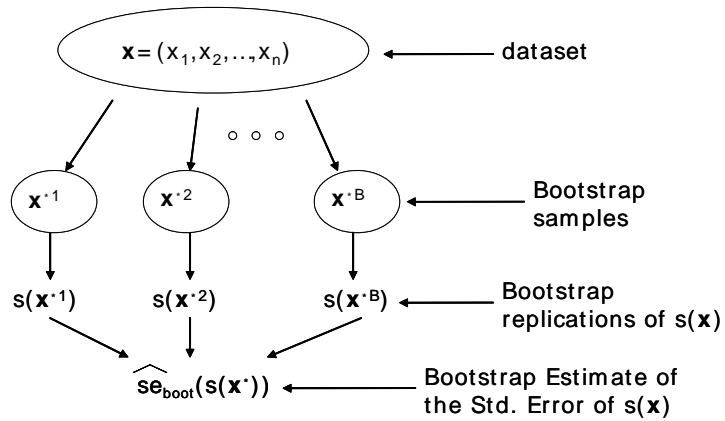 x = (x₁,x₂,...,xₙ)
dataset
x*¹
x*²
x*ᴮ
Bootstrap
samples
s(x*¹)
s(x*²)
s(x*ᴮ)
Bootstrap
replications of s(x)
ŝe_boot(s(x*))
Bootstrap Estimate of
the Std. Error of s(x)